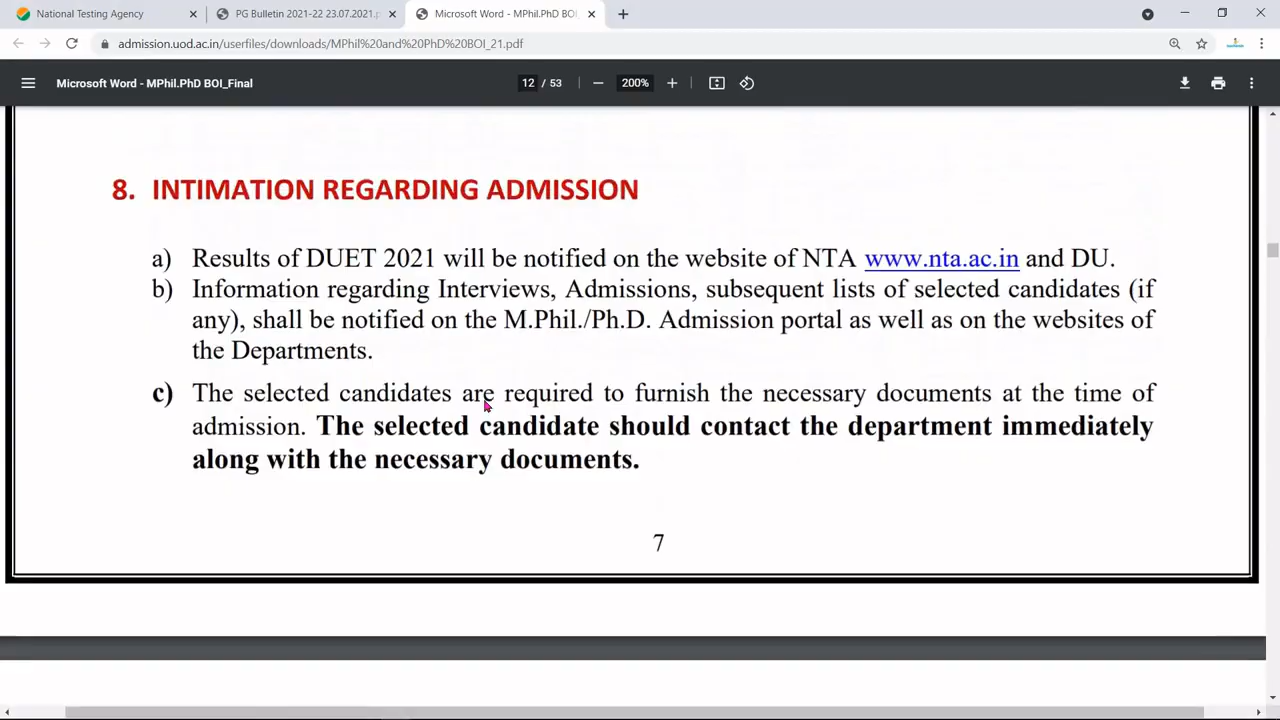 National Testing Agency
PG Bulletin 2021-22 23.07.2021.p
Microsoft Word - MPhil.PhD BOI_
admission.uod.ac.in/userfiles/downloads/MPhil%20and%20PhD%20BOI_21.pdf
Microsoft Word - MPhil.PhD BOI_Final
12 / 53
200%
8. INTIMATION REGARDING ADMISSION
a) Results of DUET 2021 will be notified on the website of NTA www.nta.ac.in and DU.
b) Information regarding Interviews, Admissions, subsequent lists of selected candidates (if
any), shall be notified on the M.Phil./Ph.D. Admission portal as well as on the websites of
the Departments.
c) The selected candidates are required to furnish the necessary documents at the time of
admission. The selected candidate should contact the department immediately
along with the necessary documents.
7